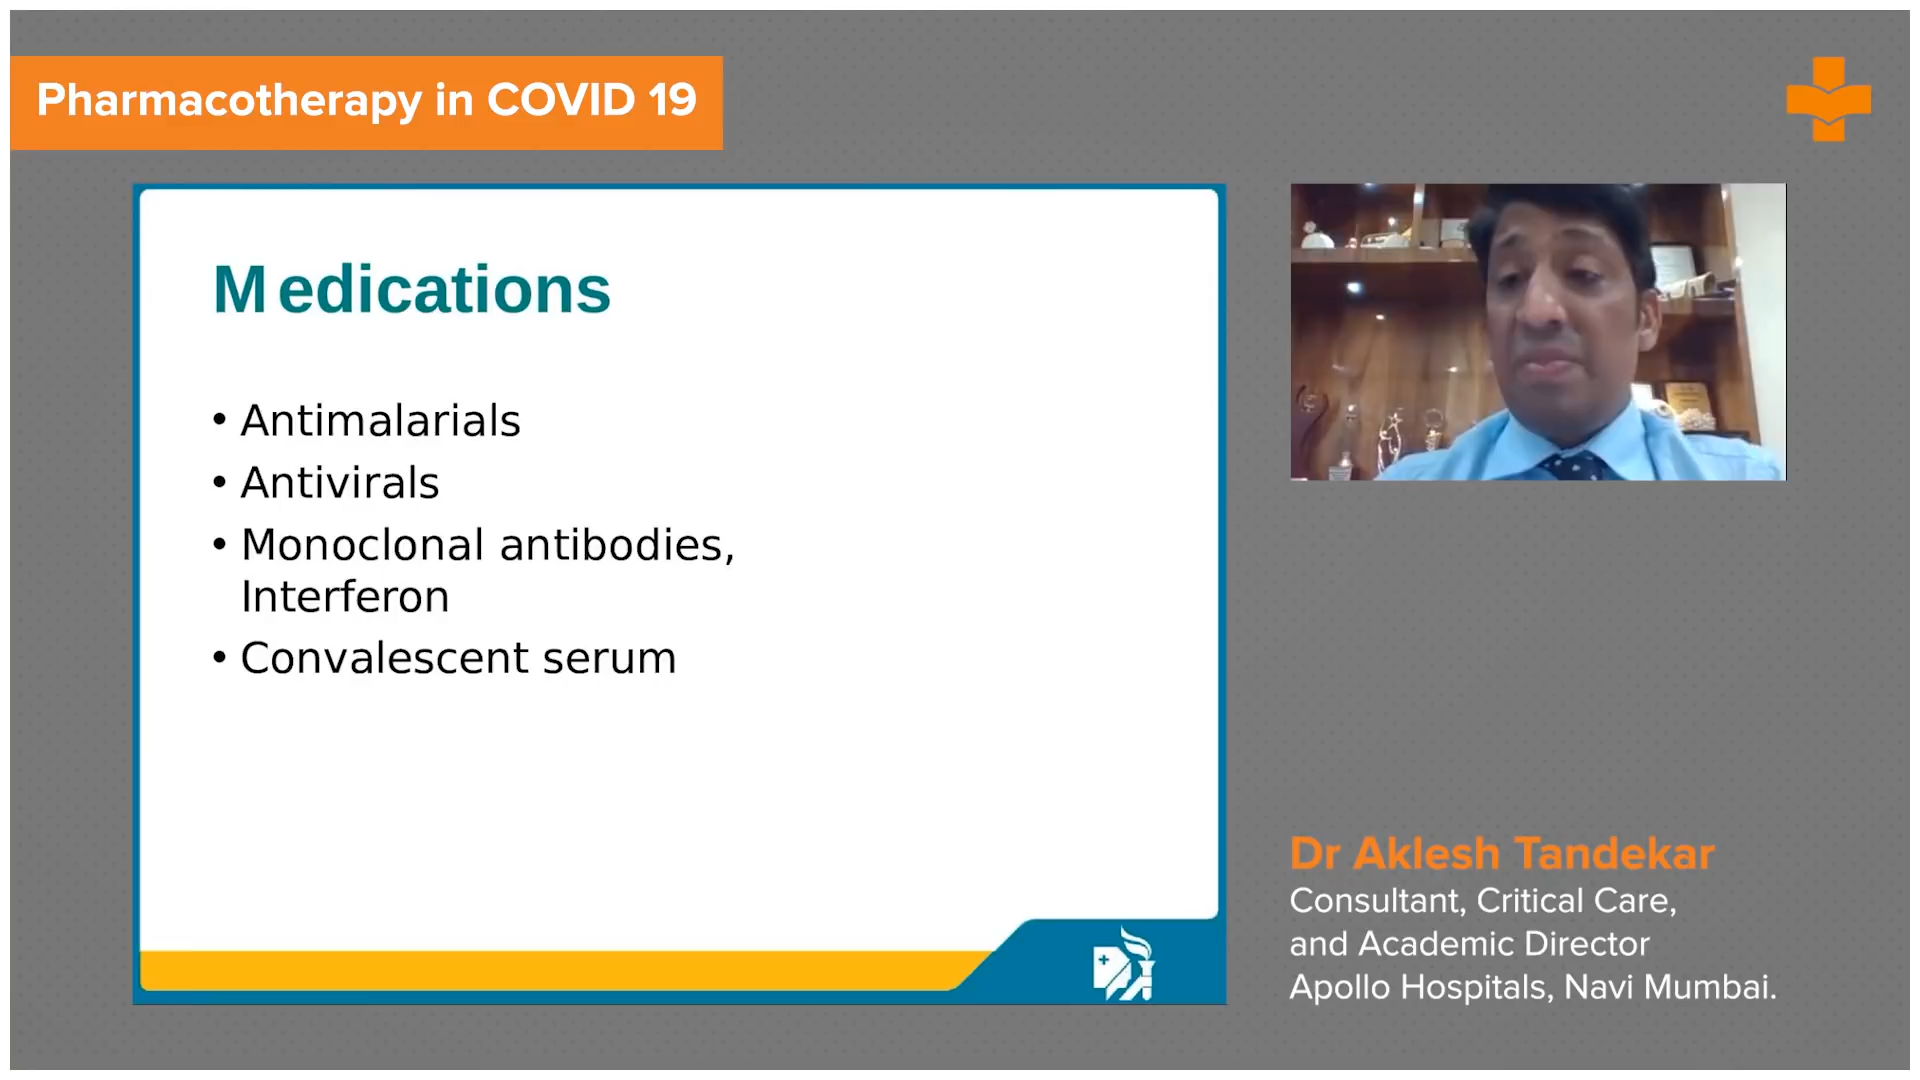 Pharmacotherapy in COVID 19
Medications
• Antimalarials
• Antivirals
• Monoclonal antibodies,
Interferon
• Convalescent serum
Dr Aklesh Tandekar
Consultant, Critical Care,
and Academic Director
Apollo Hospitals, Navi Mumbai.